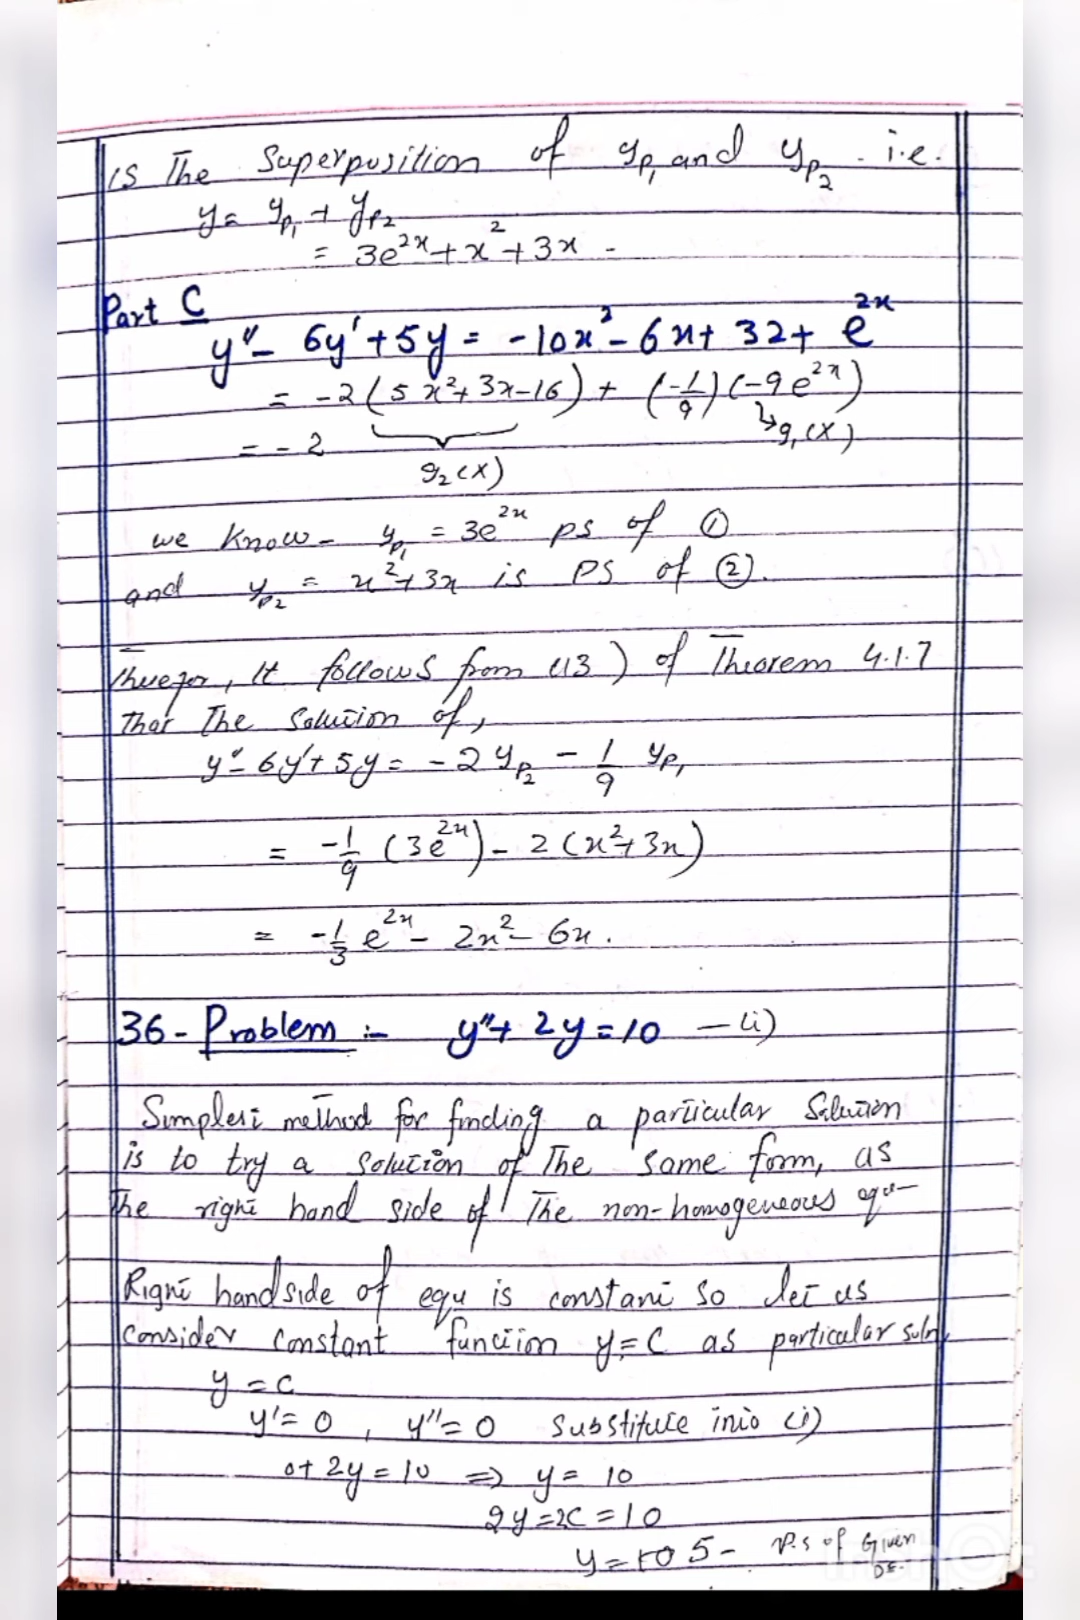 is The Superposition of yp1 and yp2. i.e.
y = yp1 + yp2
= 3e^2x + x^2 + 3x -
Part C
y'' - 6y' + 5y = -10x^2 - 6x + 32 + e^2x
= -2(5x^2 + 3x - 16) + (-1/9)(-9e^2x)
↳ g1(x)
= -2
g2(x)
we know - yp1 = 3e^2x ps of ①
and yp2 = x^2 + 3x is PS of ②.
It follows from (13) of Theorem 4.1.7
That The Solution of,
y'' - 6y' + 5y = -2 yp2 - 1/9 yp1
= -1/9 (3e^2x) - 2(x^2 + 3x)
= -1/3 e^2x - 2x^2 - 6x.
36 - Problem :- y'' + 2y = 10 — (i)
Simplest method for finding a particular Solution
is to try a solution of The same form, as
The right hand side of The non-homogeneous equ-
Right hand side of equ is constant so let us
Consider constant function y = C as particular soln.
y = c
y' = 0 , y'' = 0 Substitute into (i)
0 + 2y = 10 ⇒ y = 10
2y = 2c = 10
y = 5 - P.s of Given
DE.